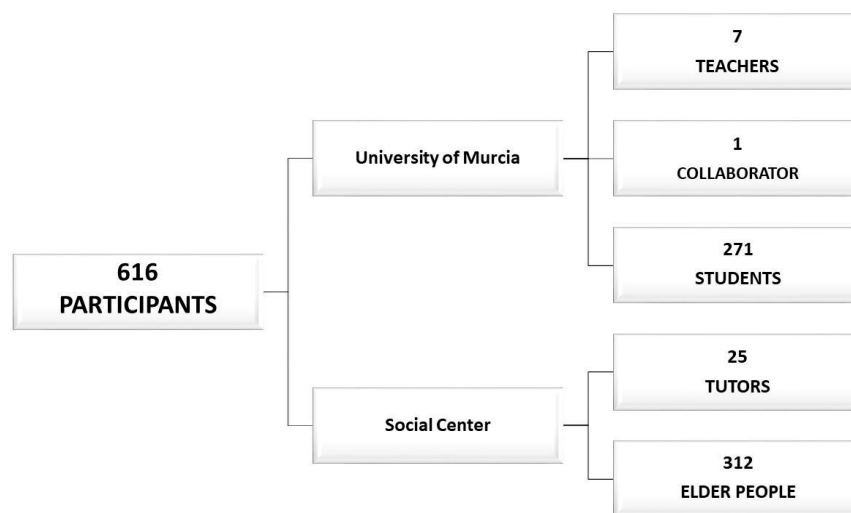 616
PARTICIPANTS
University of Murcia
7
TEACHERS
1
COLLABORATOR
271
STUDENTS
Social Center
25
TUTORS
312
ELDER PEOPLE